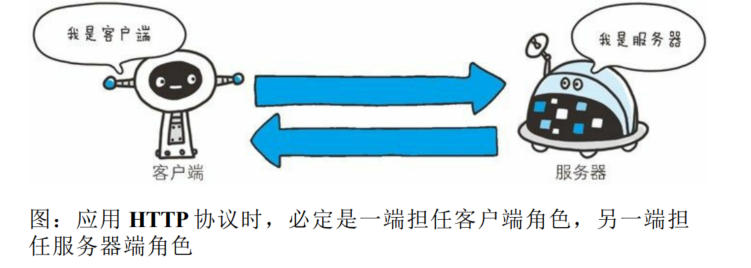 我是客户端
我是服务器
客户端
服务器
图：应用 HTTP 协议时，必定是一端担任客户端角色，另一端担
任服务器端角色